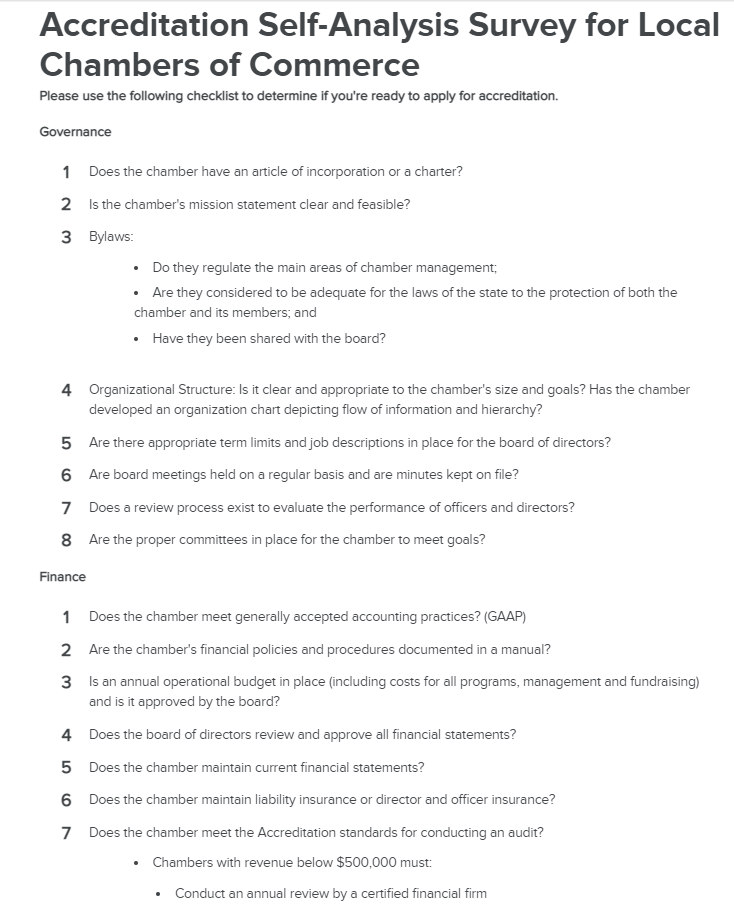 Accreditation Self-Analysis Survey for Local
Chambers of Commerce
Please use the following checklist to determine if you're ready to apply for accreditation.
Governance
1 Does the chamber have an article of incorporation or a charter?
2 Is the chamber's mission statement clear and feasible?
3 Bylaws:
• Do they regulate the main areas of chamber management;
• Are they considered to be adequate for the laws of the state to the protection of both the
chamber and its members; and
• Have they been shared with the board?
4 Organizational Structure: Is it clear and appropriate to the chamber's size and goals? Has the chamber
developed an organization chart depicting flow of information and hierarchy?
5 Are there appropriate term limits and job descriptions in place for the board of directors?
6 Are board meetings held on a regular basis and are minutes kept on file?
7 Does a review process exist to evaluate the performance of officers and directors?
8 Are the proper committees in place for the chamber to meet goals?
Finance
1 Does the chamber meet generally accepted accounting practices? (GAAP)
2 Are the chamber's financial policies and procedures documented in a manual?
3 Is an annual operational budget in place (including costs for all programs, management and fundraising)
and is it approved by the board?
4 Does the board of directors review and approve all financial statements?
5 Does the chamber maintain current financial statements?
6 Does the chamber maintain liability insurance or director and officer insurance?
7 Does the chamber meet the Accreditation standards for conducting an audit?
• Chambers with revenue below $500,000 must:
• Conduct an annual review by a certified financial firm